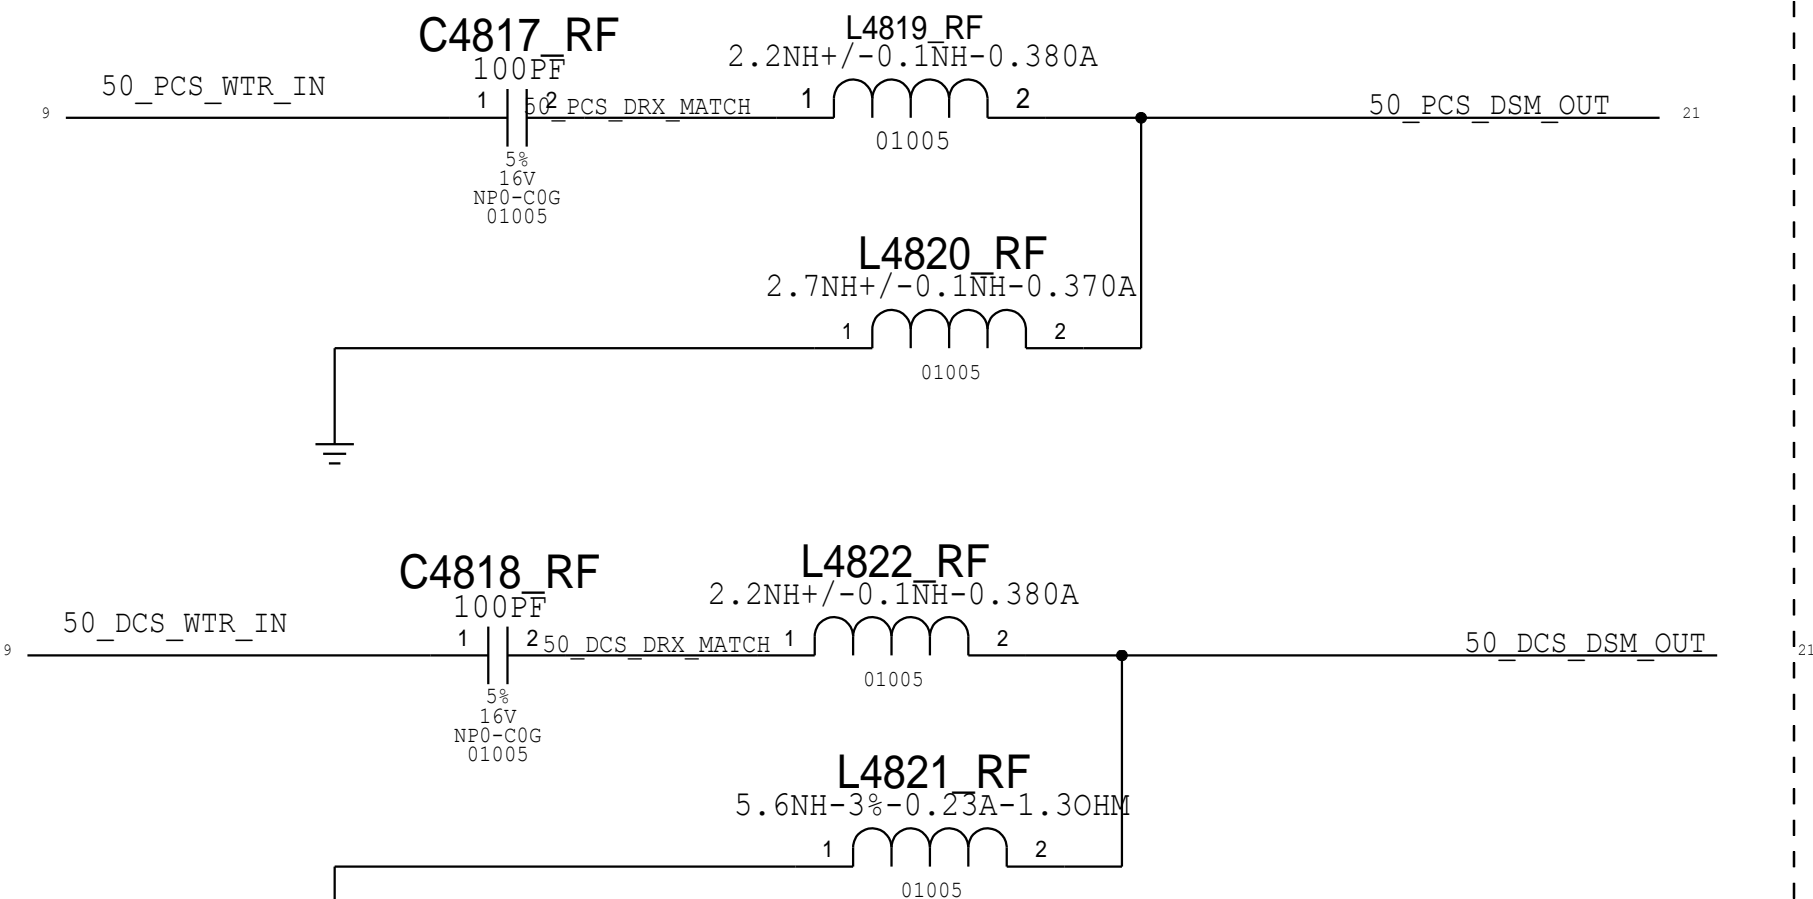 C4817_RF
100PF
L4819_RF
2.2NH+/-0.1NH-0.380A
50_PCS_WTR_IN
9
1
2
50_PCS_DRX_MATCH
1
2
50_PCS_DSM_OUT
21
01005
5%
16V
NP0-C0G
01005
L4820_RF
2.7NH+/-0.1NH-0.370A
1
2
01005
C4818_RF
100PF
L4822_RF
2.2NH+/-0.1NH-0.380A
50_DCS_WTR_IN
9
1
2
50_DCS_DRX_MATCH
1
2
50_DCS_DSM_OUT
21
01005
5%
16V
NP0-C0G
01005
L4821_RF
5.6NH-3%-0.23A-1.3OHM
1
2
01005